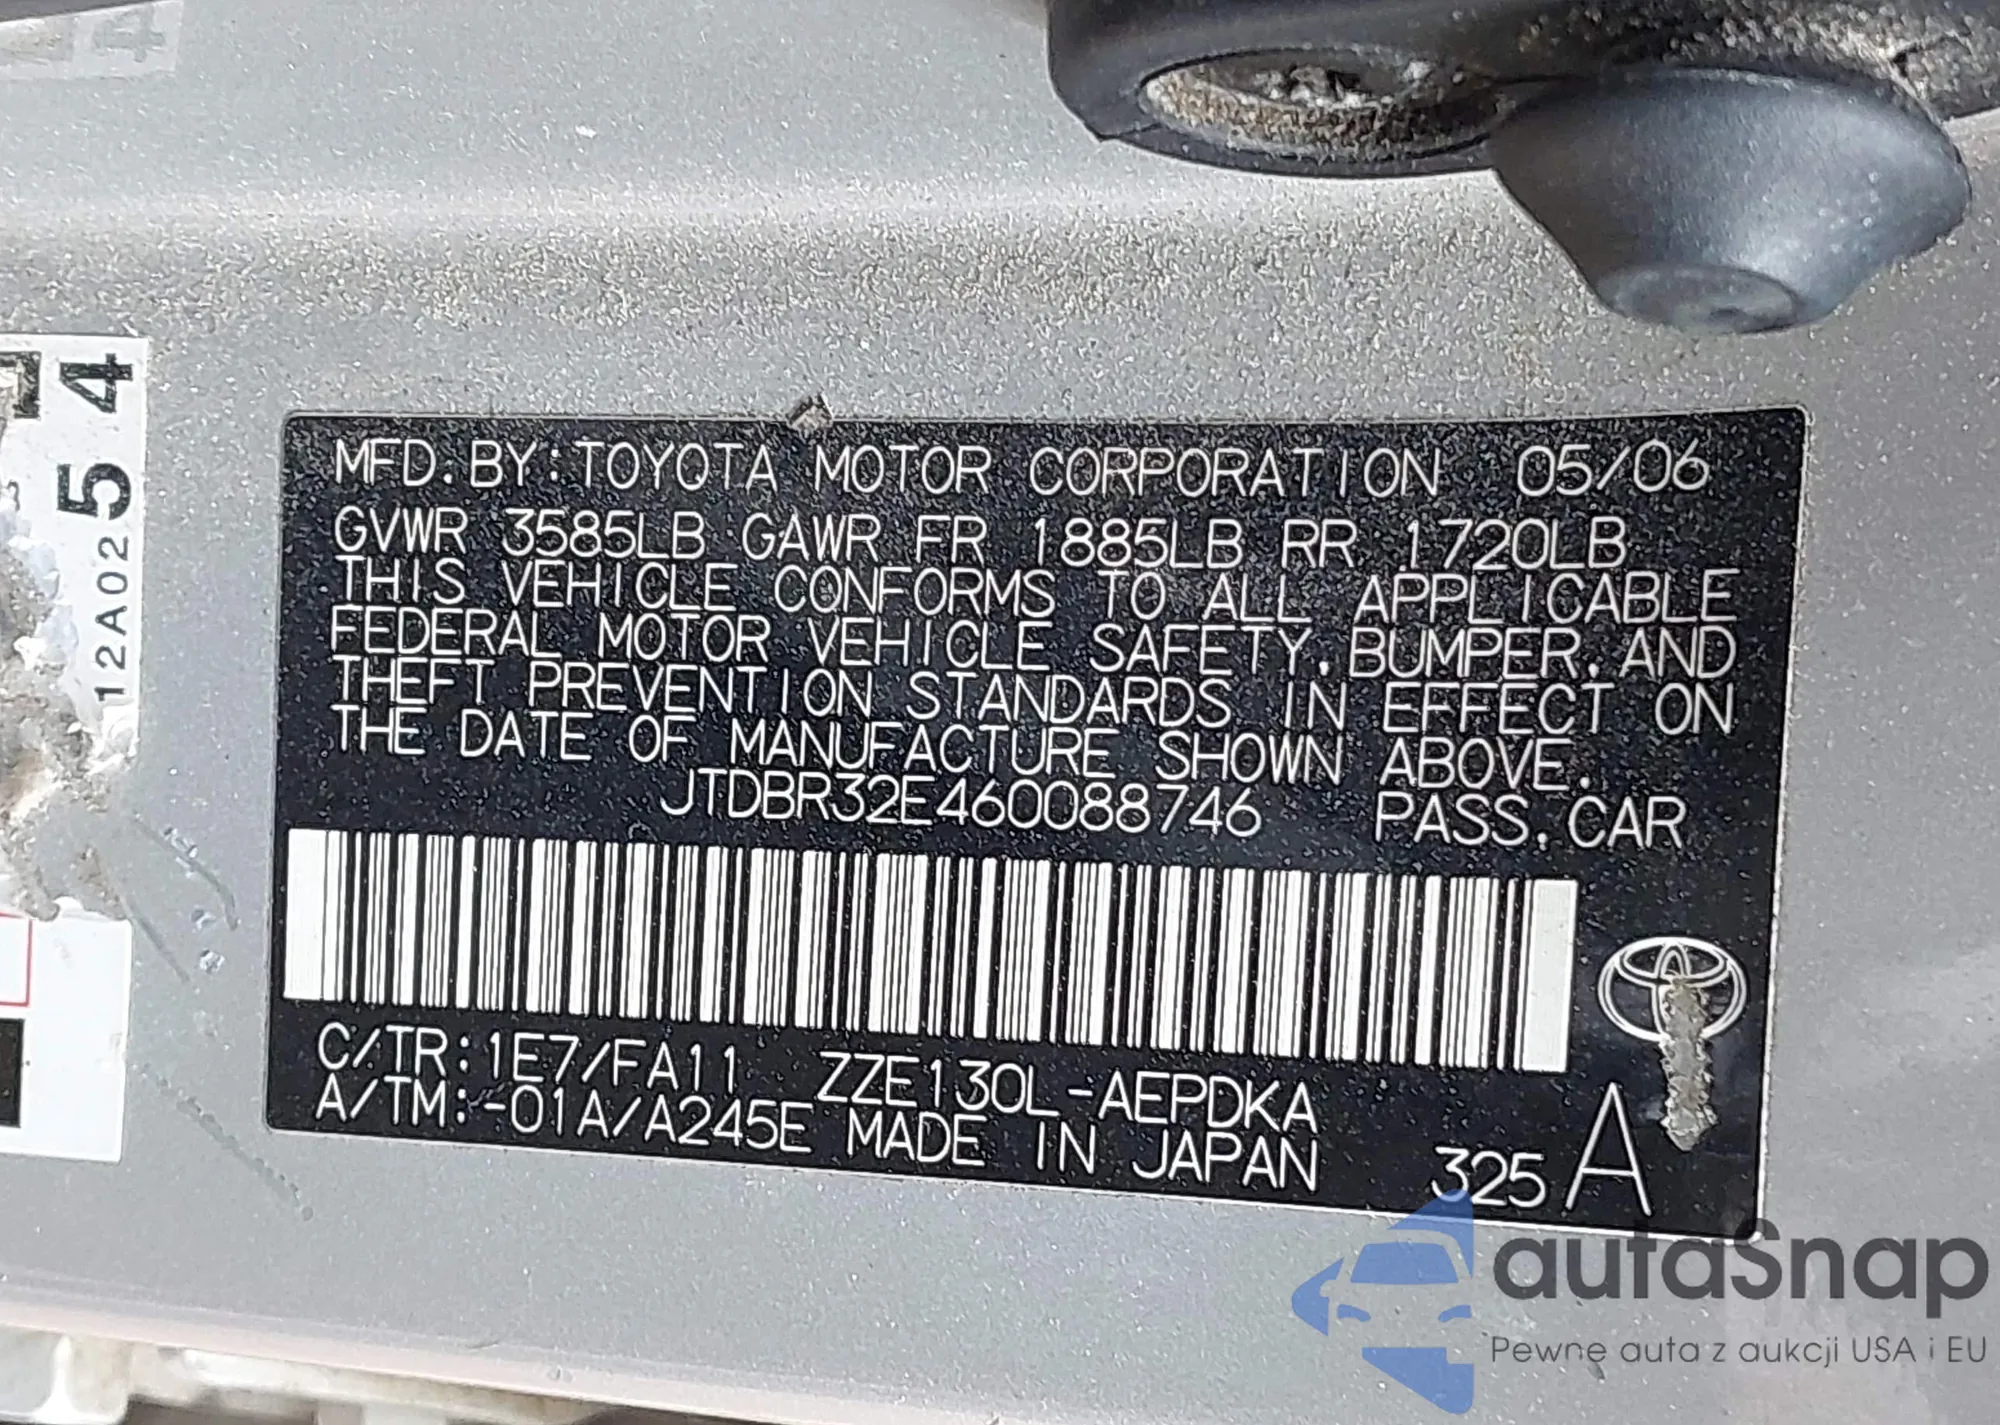 4
12A02 54
MFD.BY:TOYOTA MOTOR CORPORATION 05/06
GVWR 3585LB GAWR FR 1885LB RR 1720LB
THIS VEHICLE CONFORMS TO ALL APPLICABLE
FEDERAL MOTOR VEHICLE SAFETY, BUMPER, AND
THEFT PREVENTION STANDARDS IN EFFECT ON
THE DATE OF MANUFACTURE SHOWN ABOVE.
JTDBR32E460088746 PASS.CAR
C/TR:1E7/FA11 ZZE130L-AEPDKA
A/TM:-01A/A245E MADE IN JAPAN 325 A
autaSnap
Pewne auta z aukcji USA i EU